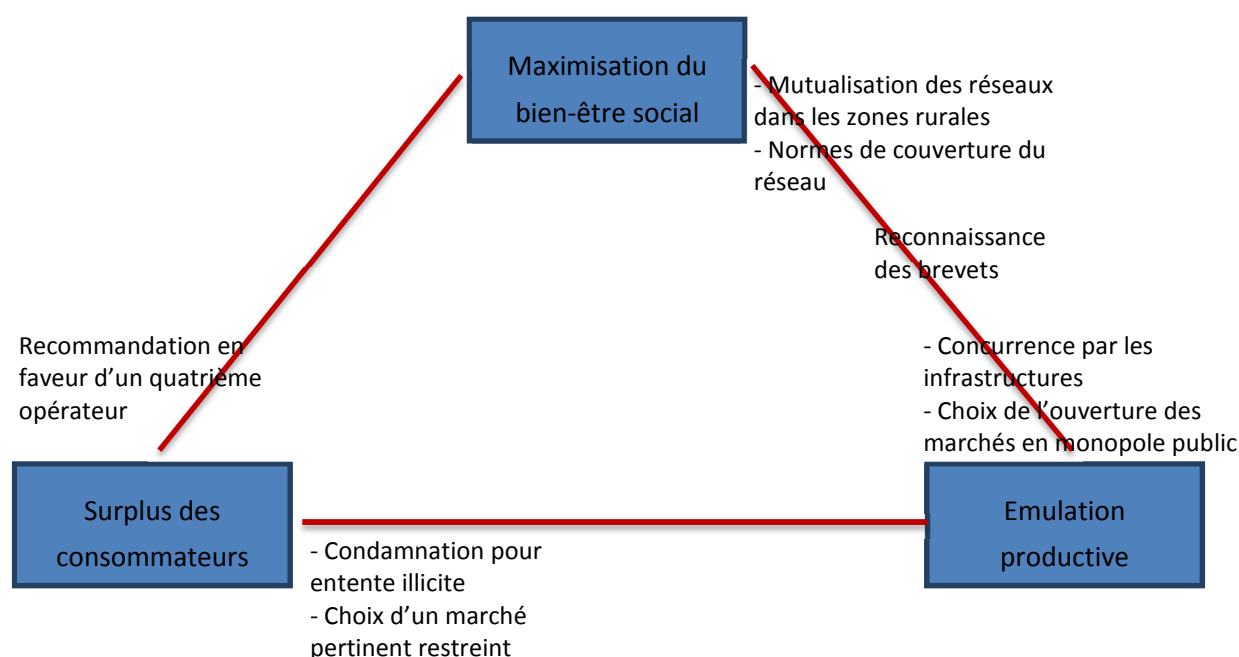 Maximisation du
bien-être social
- Mutualisation des réseaux
dans les zones rurales
- Normes de couverture du
réseau
Reconnaissance
des brevets
Recommandation en
faveur d’un quatrième
opérateur
- Concurrence par les
infrastructures
- Choix de l’ouverture des
marchés en monopole public
Surplus des
consommateurs
Emulation
productive
- Condamnation pour
entente illicite
- Choix d’un marché
pertinent restreint